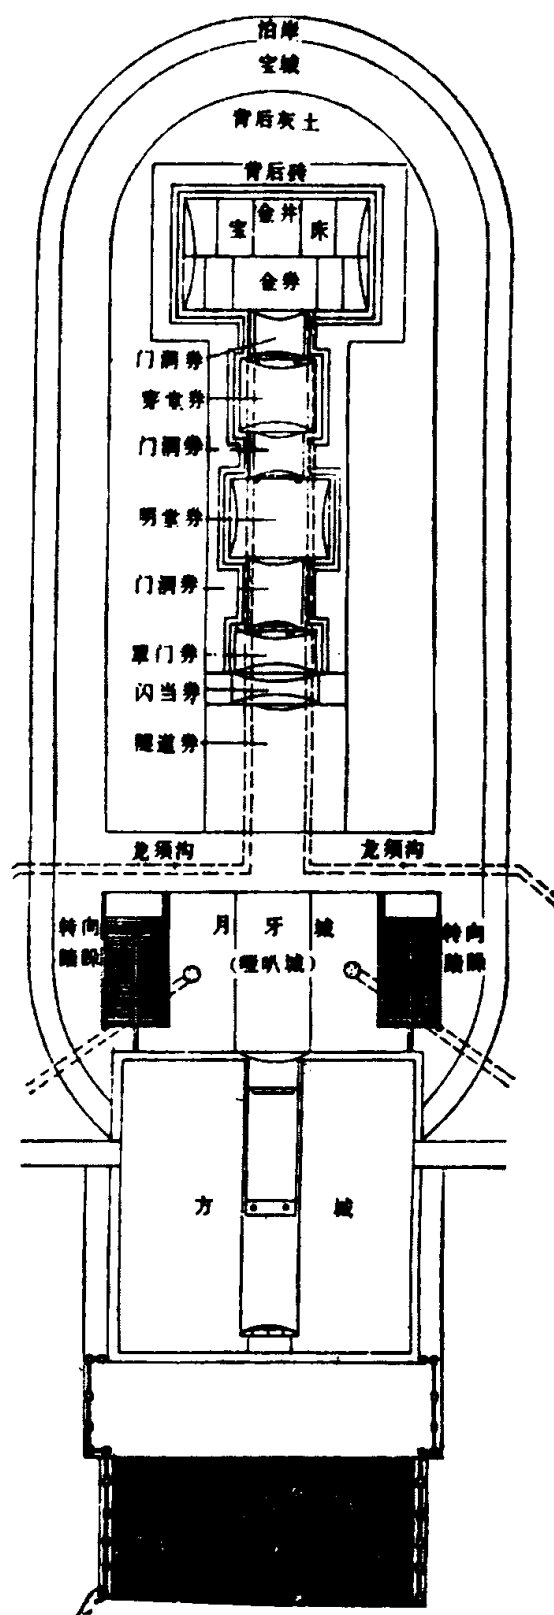 泊岸
宝城
背后灰土
背后砖
金井
宝 床
金券
门洞券
穿堂券
门洞券
明堂券
门洞券
罩门券
闪当券
隧道券
龙须沟 龙须沟
月 牙 城
(哑叭城)
转向
踏跺
转向
踏跺
方 城